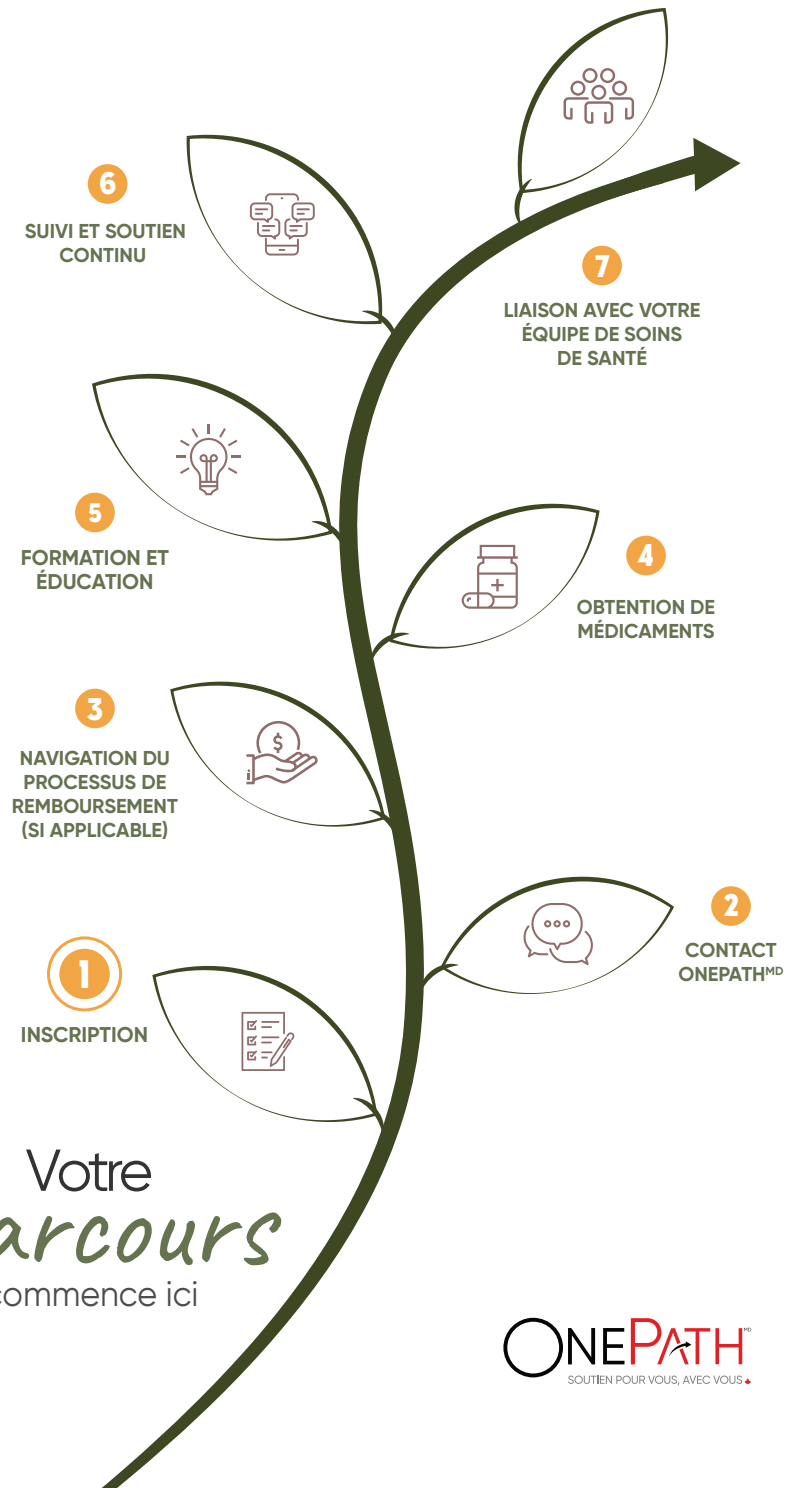 6
SUIVI ET SOUTIEN
CONTINU
7
LIAISON AVEC VOTRE
ÉQUIPE DE SOINS
DE SANTÉ
5
FORMATION ET
ÉDUCATION
4
OBTENTION DE
MÉDICAMENTS
3
NAVIGATION DU
PROCESSUS DE
REMBOURSEMENT
(SI APPLICABLE)
$
2
CONTACT
ONEPATHᴹᴰ
1
INSCRIPTION
Votre
arcours
commence ici
ONEPATH MD
SOUTIEN POUR VOUS, AVEC VOUS